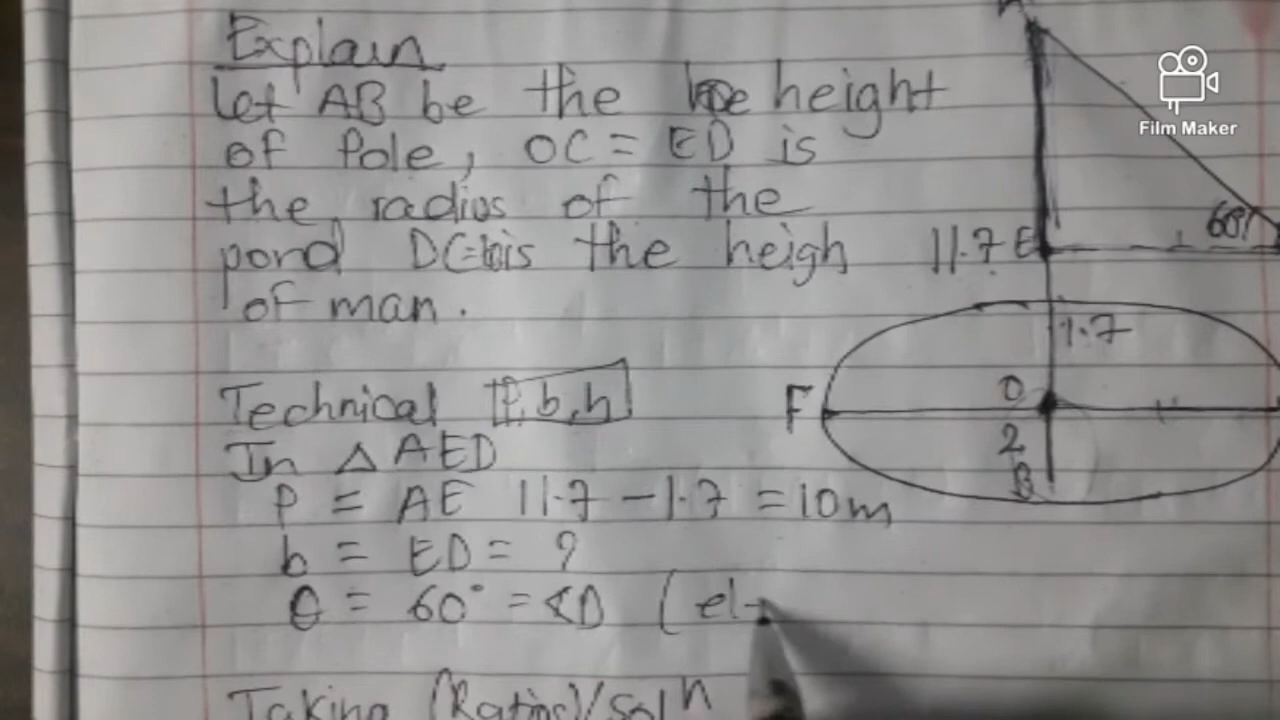 Explain
Let AB be the height
of Pole, OC = ED is
the radius of the
pond DC is the heigh
of man.
Technical P, b, h
In △ AED
P = AE 11.7 - 1.7 = 10m
b = ED = ?
θ = 60° = ∢D ( el
Taking (Ratios)/Solⁿ
60°
11.7 E
1.7
F
O
2
B
Film Maker